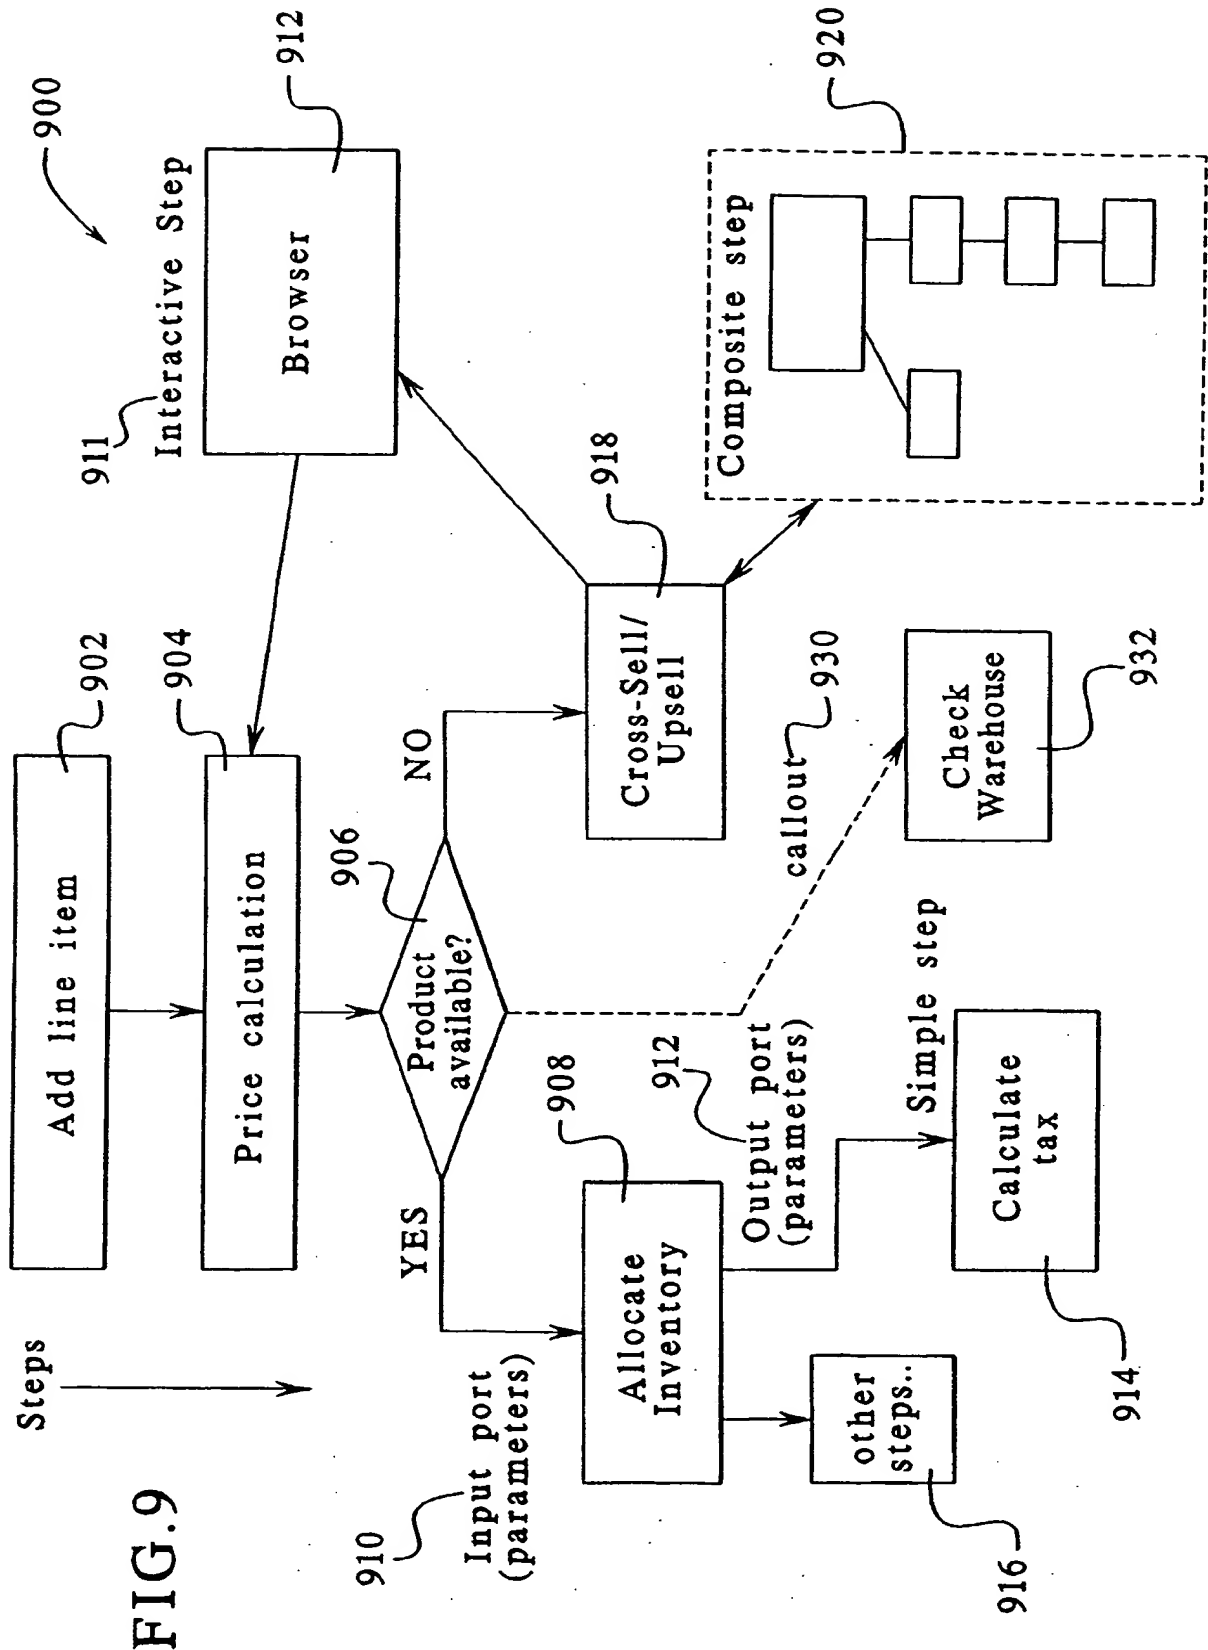 FIG.9
Steps
900
Add line item
902
Price calculation
904
911
Interactive Step
Browser
912
906
Product
available?
YES
NO
910
Input port
(parameters)
908
Allocate
Inventory
912
Output port
(parameters)
Cross-Sell/
Upsell
918
callout
930
Composite step
920
other
steps..
916
Simple step
Calculate
tax
914
Check
Warehouse
932